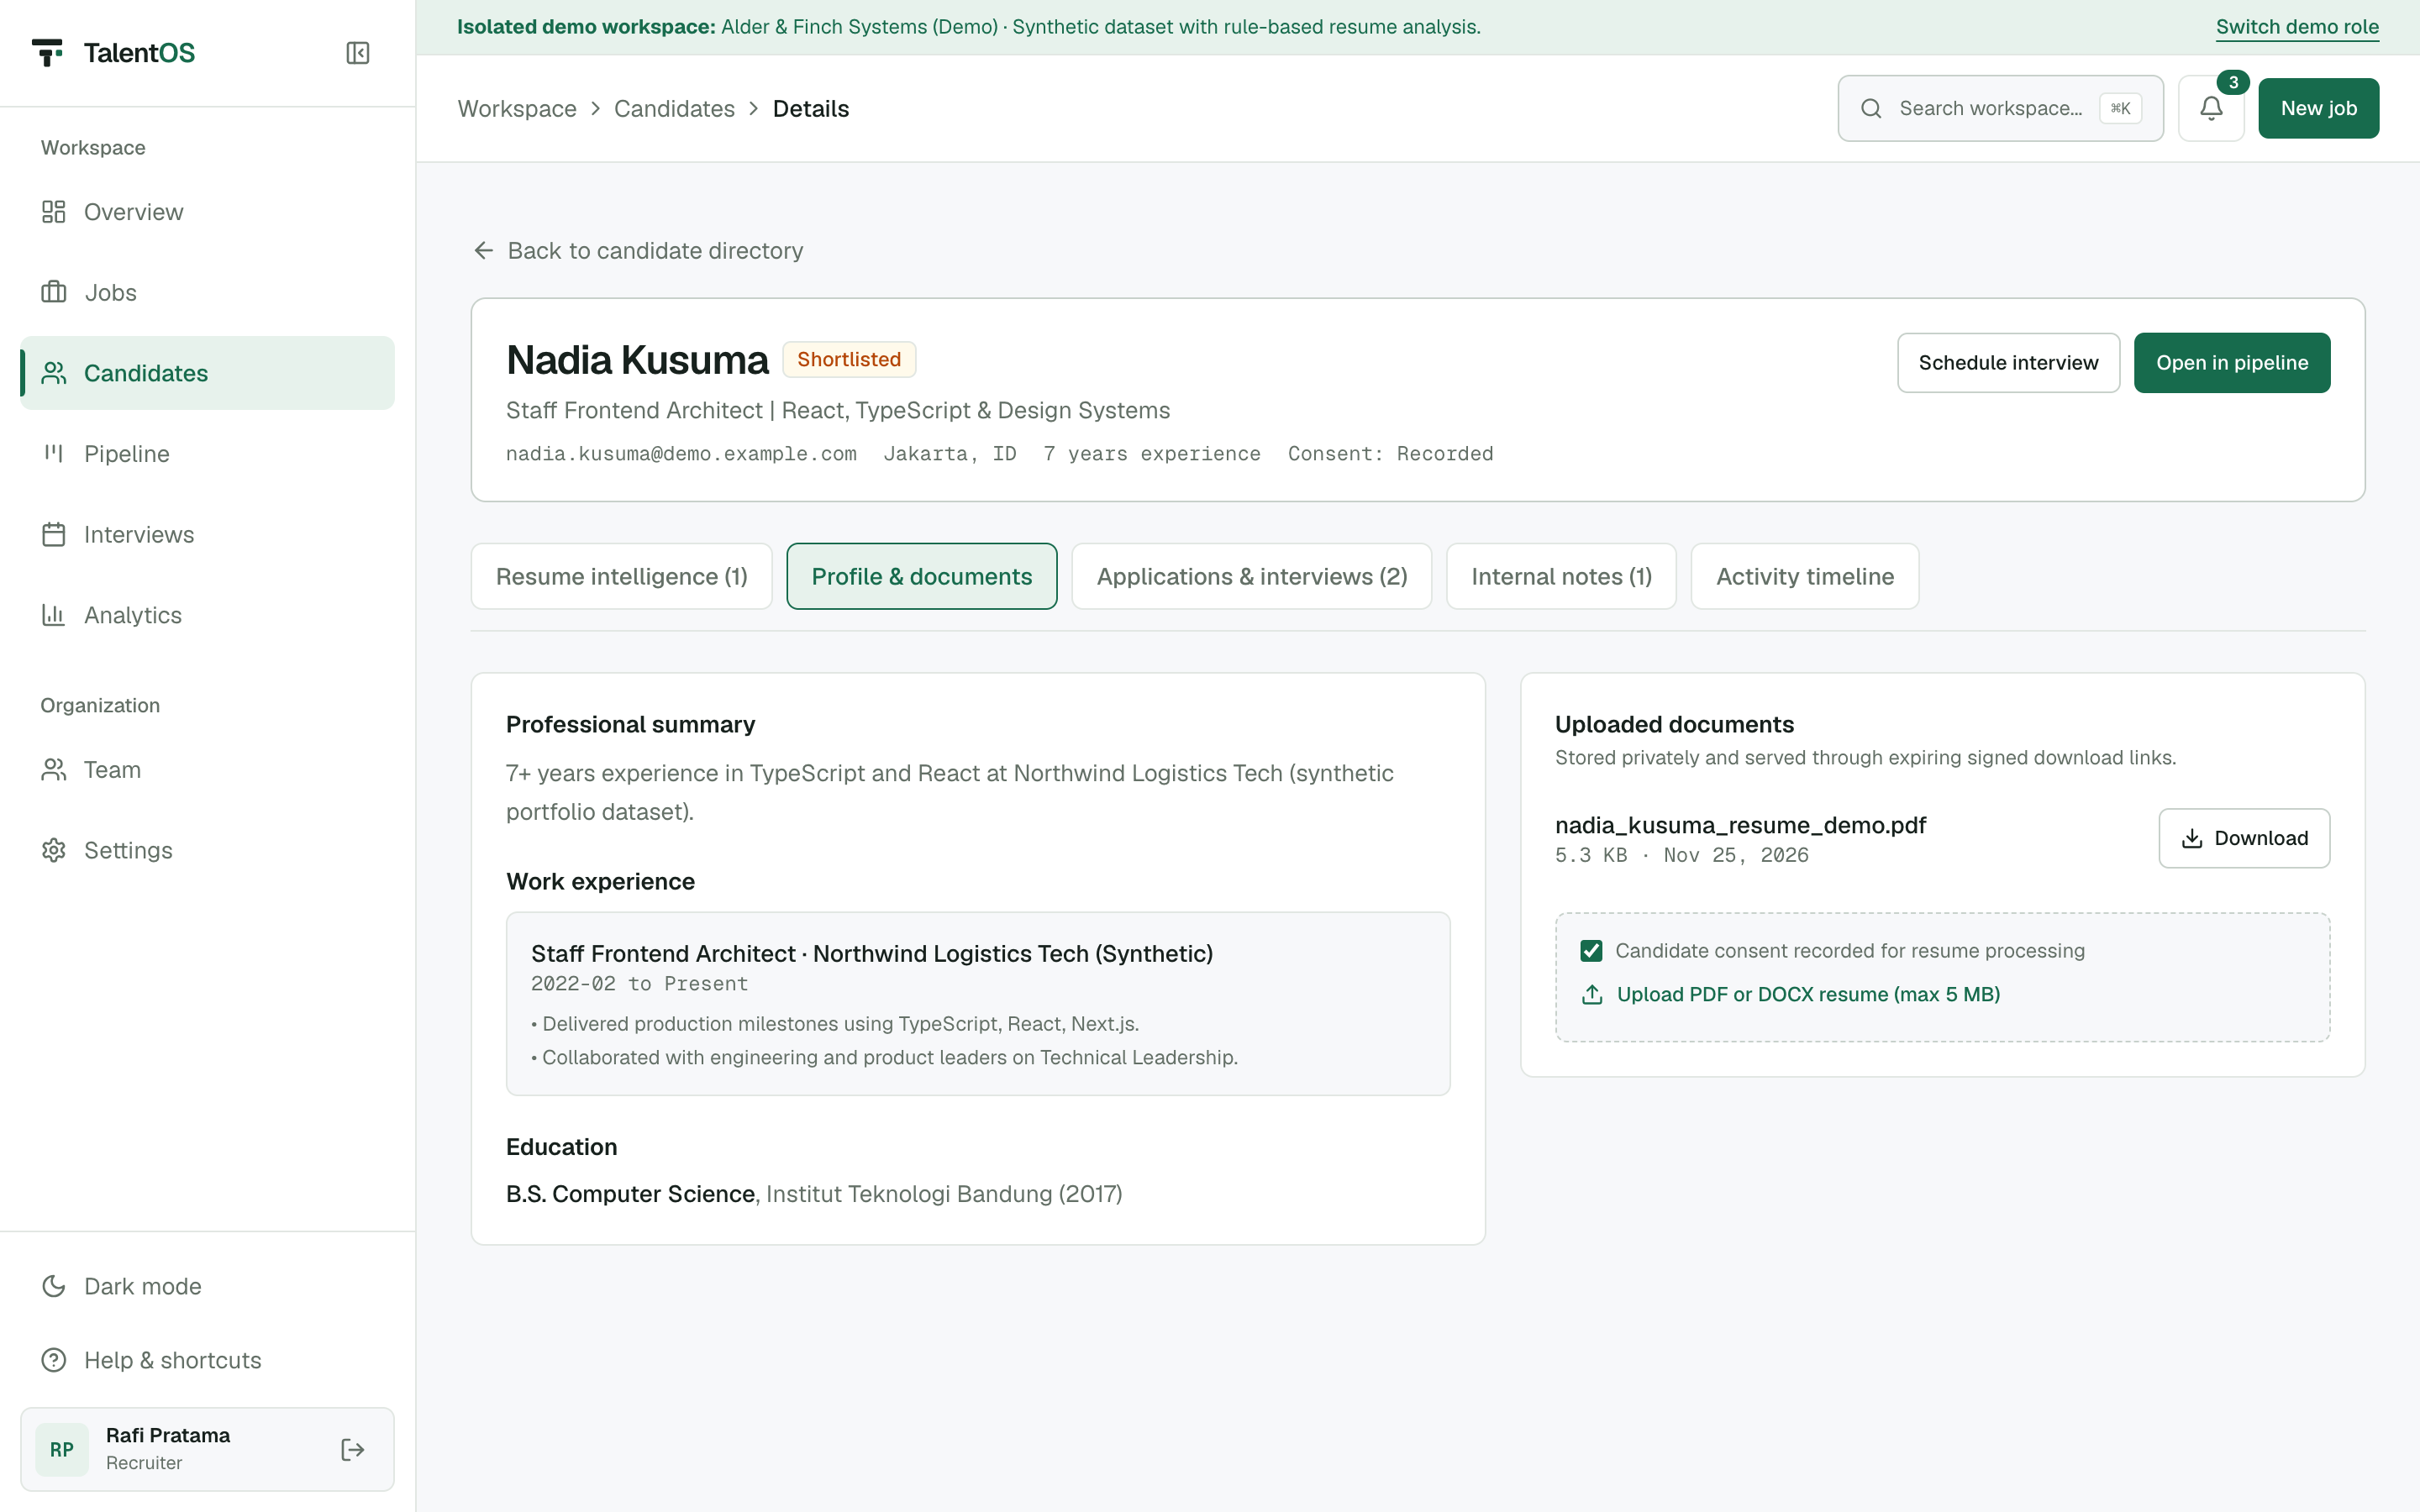 TalentOS
Isolated demo workspace: Alder & Finch Systems (Demo) · Synthetic dataset with rule-based resume analysis.
Switch demo role
Workspace > Candidates > Details
Search workspace... ⌘K
3
New job
Workspace
Overview
Jobs
Candidates
Pipeline
Interviews
Analytics
Organization
Team
Settings
Dark mode
Help & shortcuts
RP
Rafi Pratama
Recruiter
Back to candidate directory
Nadia Kusuma
Shortlisted
Schedule interview
Open in pipeline
Staff Frontend Architect | React, TypeScript & Design Systems
nadia.kusuma@demo.example.com Jakarta, ID 7 years experience Consent: Recorded
Resume intelligence (1)
Profile & documents
Applications & interviews (2)
Internal notes (1)
Activity timeline
Professional summary
7+ years experience in TypeScript and React at Northwind Logistics Tech (synthetic
portfolio dataset).
Work experience
Staff Frontend Architect · Northwind Logistics Tech (Synthetic)
2022-02 to Present
• Delivered production milestones using TypeScript, React, Next.js.
• Collaborated with engineering and product leaders on Technical Leadership.
Education
B.S. Computer Science, Institut Teknologi Bandung (2017)
Uploaded documents
Stored privately and served through expiring signed download links.
nadia_kusuma_resume_demo.pdf
5.3 KB · Nov 25, 2026
Download
Candidate consent recorded for resume processing
Upload PDF or DOCX resume (max 5 MB)